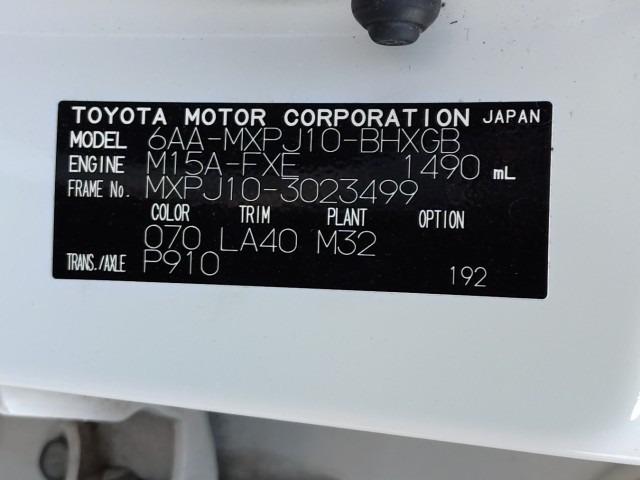 TOYOTA MOTOR CORPORATION JAPAN
MODEL 6AA-MXPJ10-BHXGB
ENGINE M15A-FXE 1490 mL
FRAME No. MXPJ10-3023499
COLOR TRIM PLANT OPTION
070 LA40 M32
TRANS./AXLE P910 192